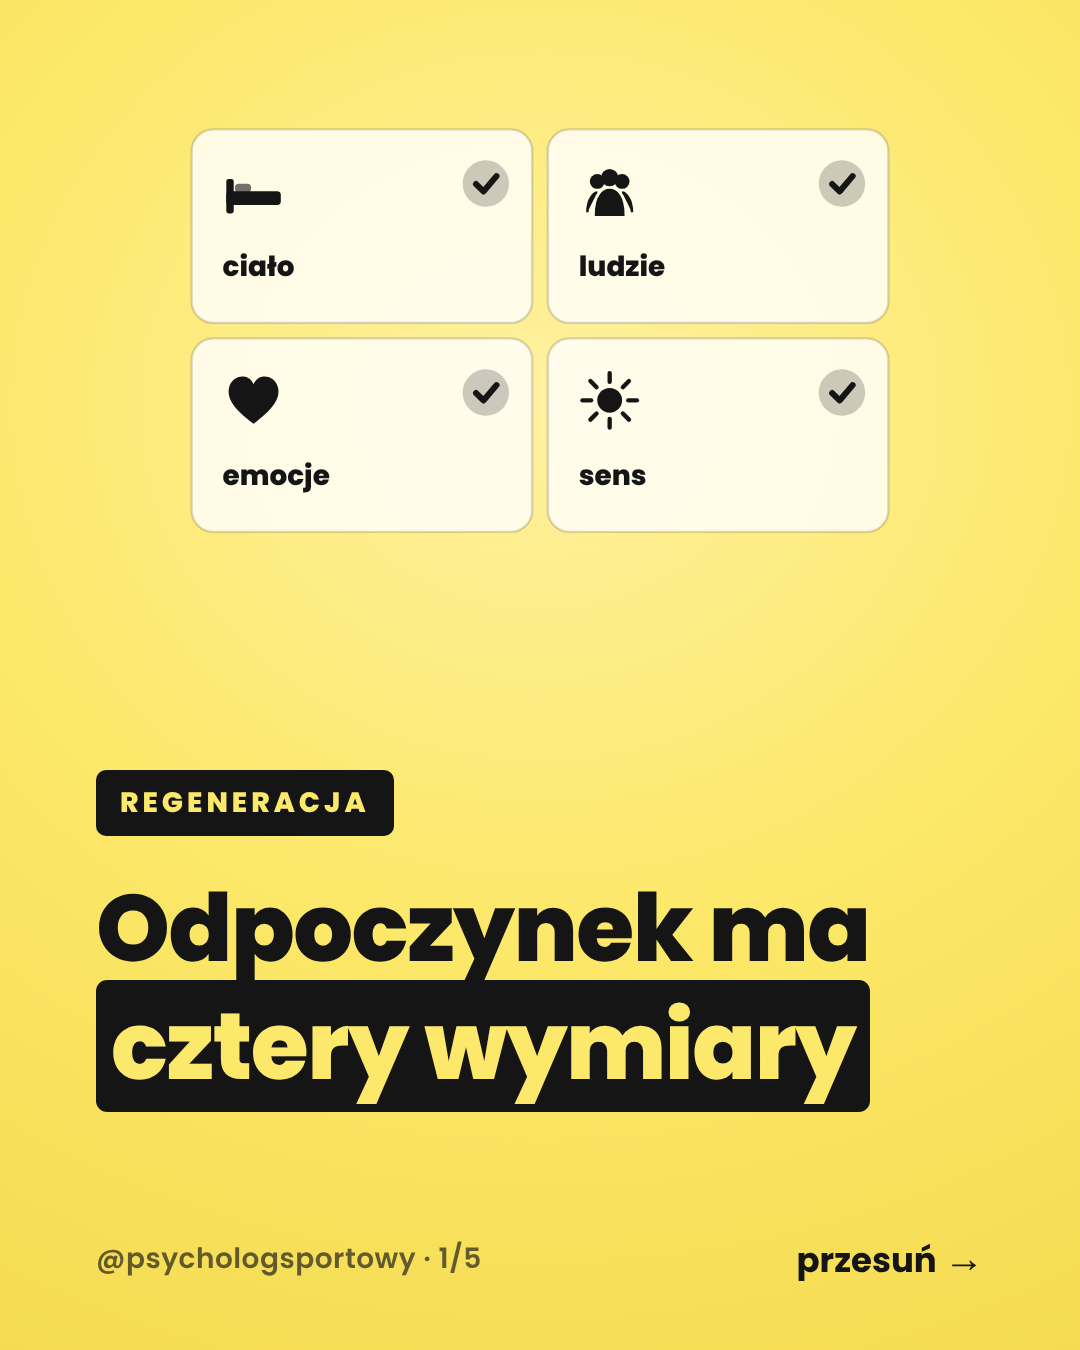 ciało
ludzie
emocje
sens
REGENERACJA
Odpoczynek ma
cztery wymiary
@psychologsportowy · 1/5
przesuń →